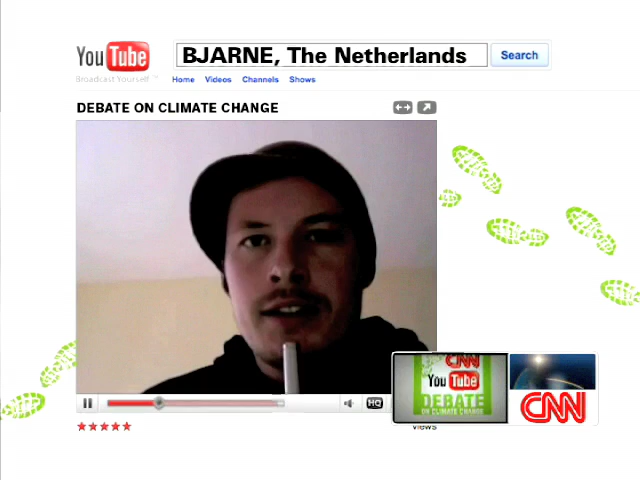 YouTube
BJARNE, The Netherlands
Search
Broadcast Yourself ™
Home Videos Channels Shows
DEBATE ON CLIMATE CHANGE
HQ
CNN
YouTube
DEBATE
ON CLIMATE CHANGE
CNN
views